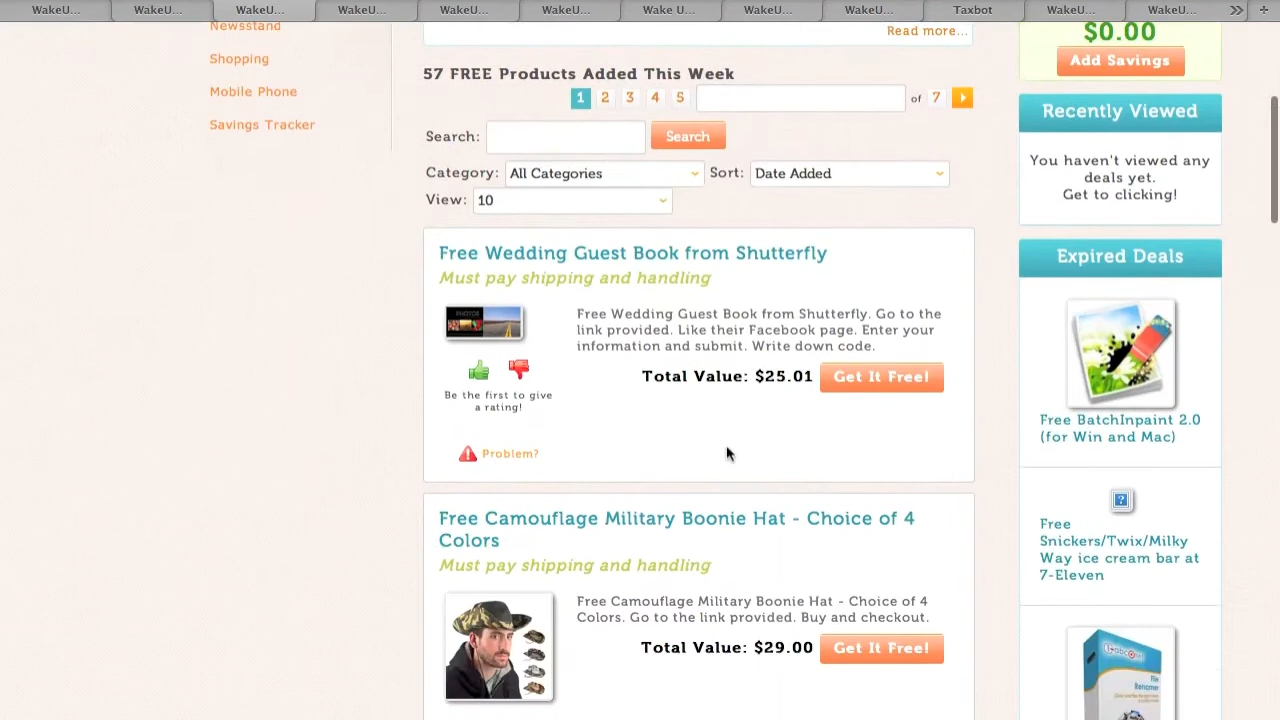 WakeU... WakeU... WakeU... WakeU... WakeU... WakeU... Wake U... WakeU... WakeU... Taxbot WakeU... WakeU...
Newsstand
Shopping
Mobile Phone
Savings Tracker
Read more...
57 FREE Products Added This Week
1 2 3 4 5 of 7
Search: Search
Category: All Categories Sort: Date Added
View: 10
Free Wedding Guest Book from Shutterfly
Must pay shipping and handling
PHOTOS
Free Wedding Guest Book from Shutterfly. Go to the
link provided. Like their Facebook page. Enter your
information and submit. Write down code.
Total Value: $25.01 Get It Free!
Be the first to give
a rating!
Problem?
Free Camouflage Military Boonie Hat - Choice of 4
Colors
Must pay shipping and handling
Free Camouflage Military Boonie Hat - Choice of 4
Colors. Go to the link provided. Buy and checkout.
Total Value: $29.00 Get It Free!
$0.00
Add Savings
Recently Viewed
You haven't viewed any
deals yet.
Get to clicking!
Expired Deals
Free BatchInpaint 2.0
(for Win and Mac)
?
Free
Snickers/Twix/Milky
Way ice cream bar at
7-Eleven
File
Renamer